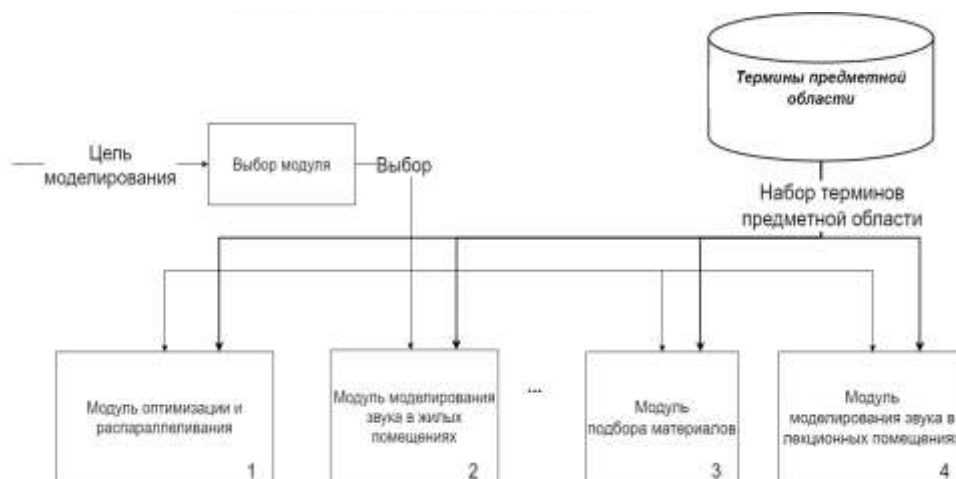 Термины предметной
области
Цель
моделирования
Выбор модуля
Выбор
Набор терминов
предметной области
Модуль оптимизации и
распараллеливания
1
Модуль моделирования
звука в жилых
помещениях
2
...
Модуль
подбора материалов
3
Модуль
моделирования звука в
лекционных помещениях
4